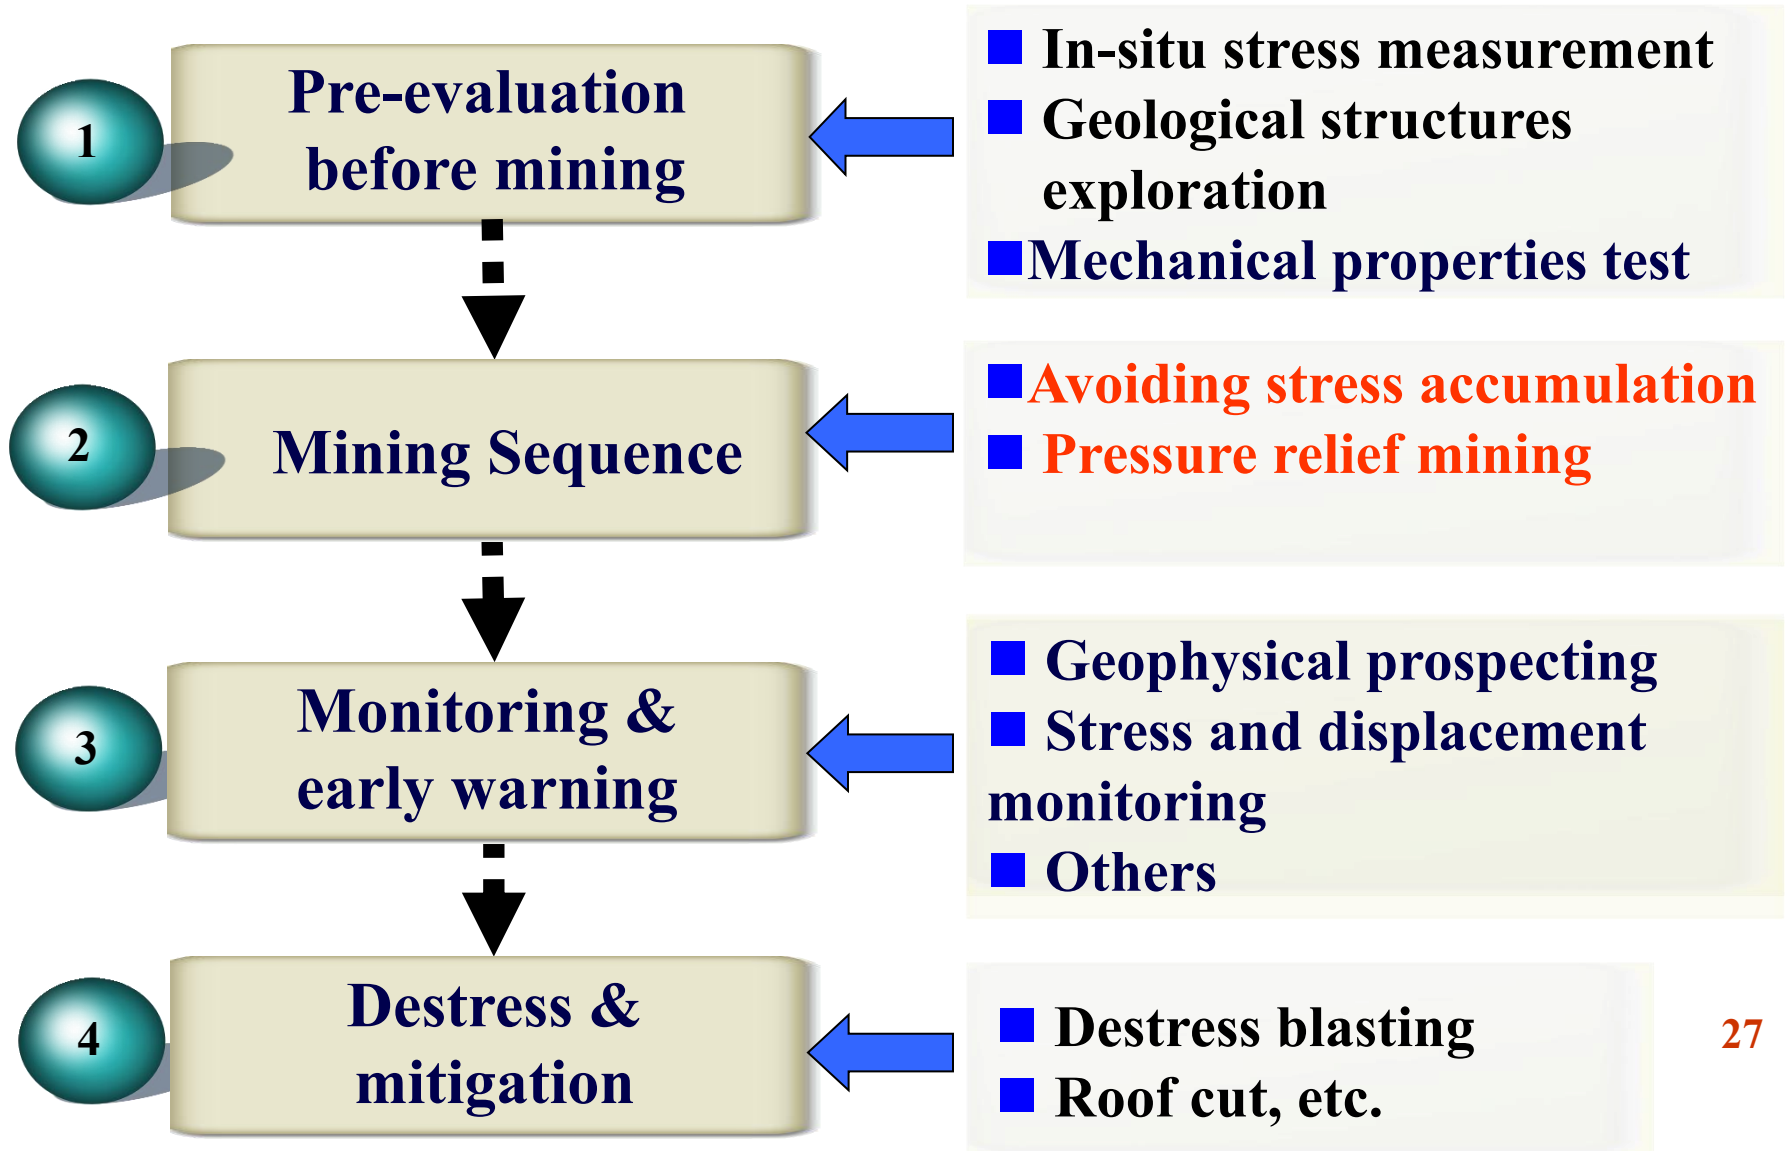 1
Pre-evaluation
before mining
■ In-situ stress measurement
■ Geological structures
exploration
■Mechanical properties test
2
Mining Sequence
■Avoiding stress accumulation
■ Pressure relief mining
3
Monitoring &
early warning
■ Geophysical prospecting
■ Stress and displacement
monitoring
■ Others
4
Destress &
mitigation
■ Destress blasting
■ Roof cut, etc.
27